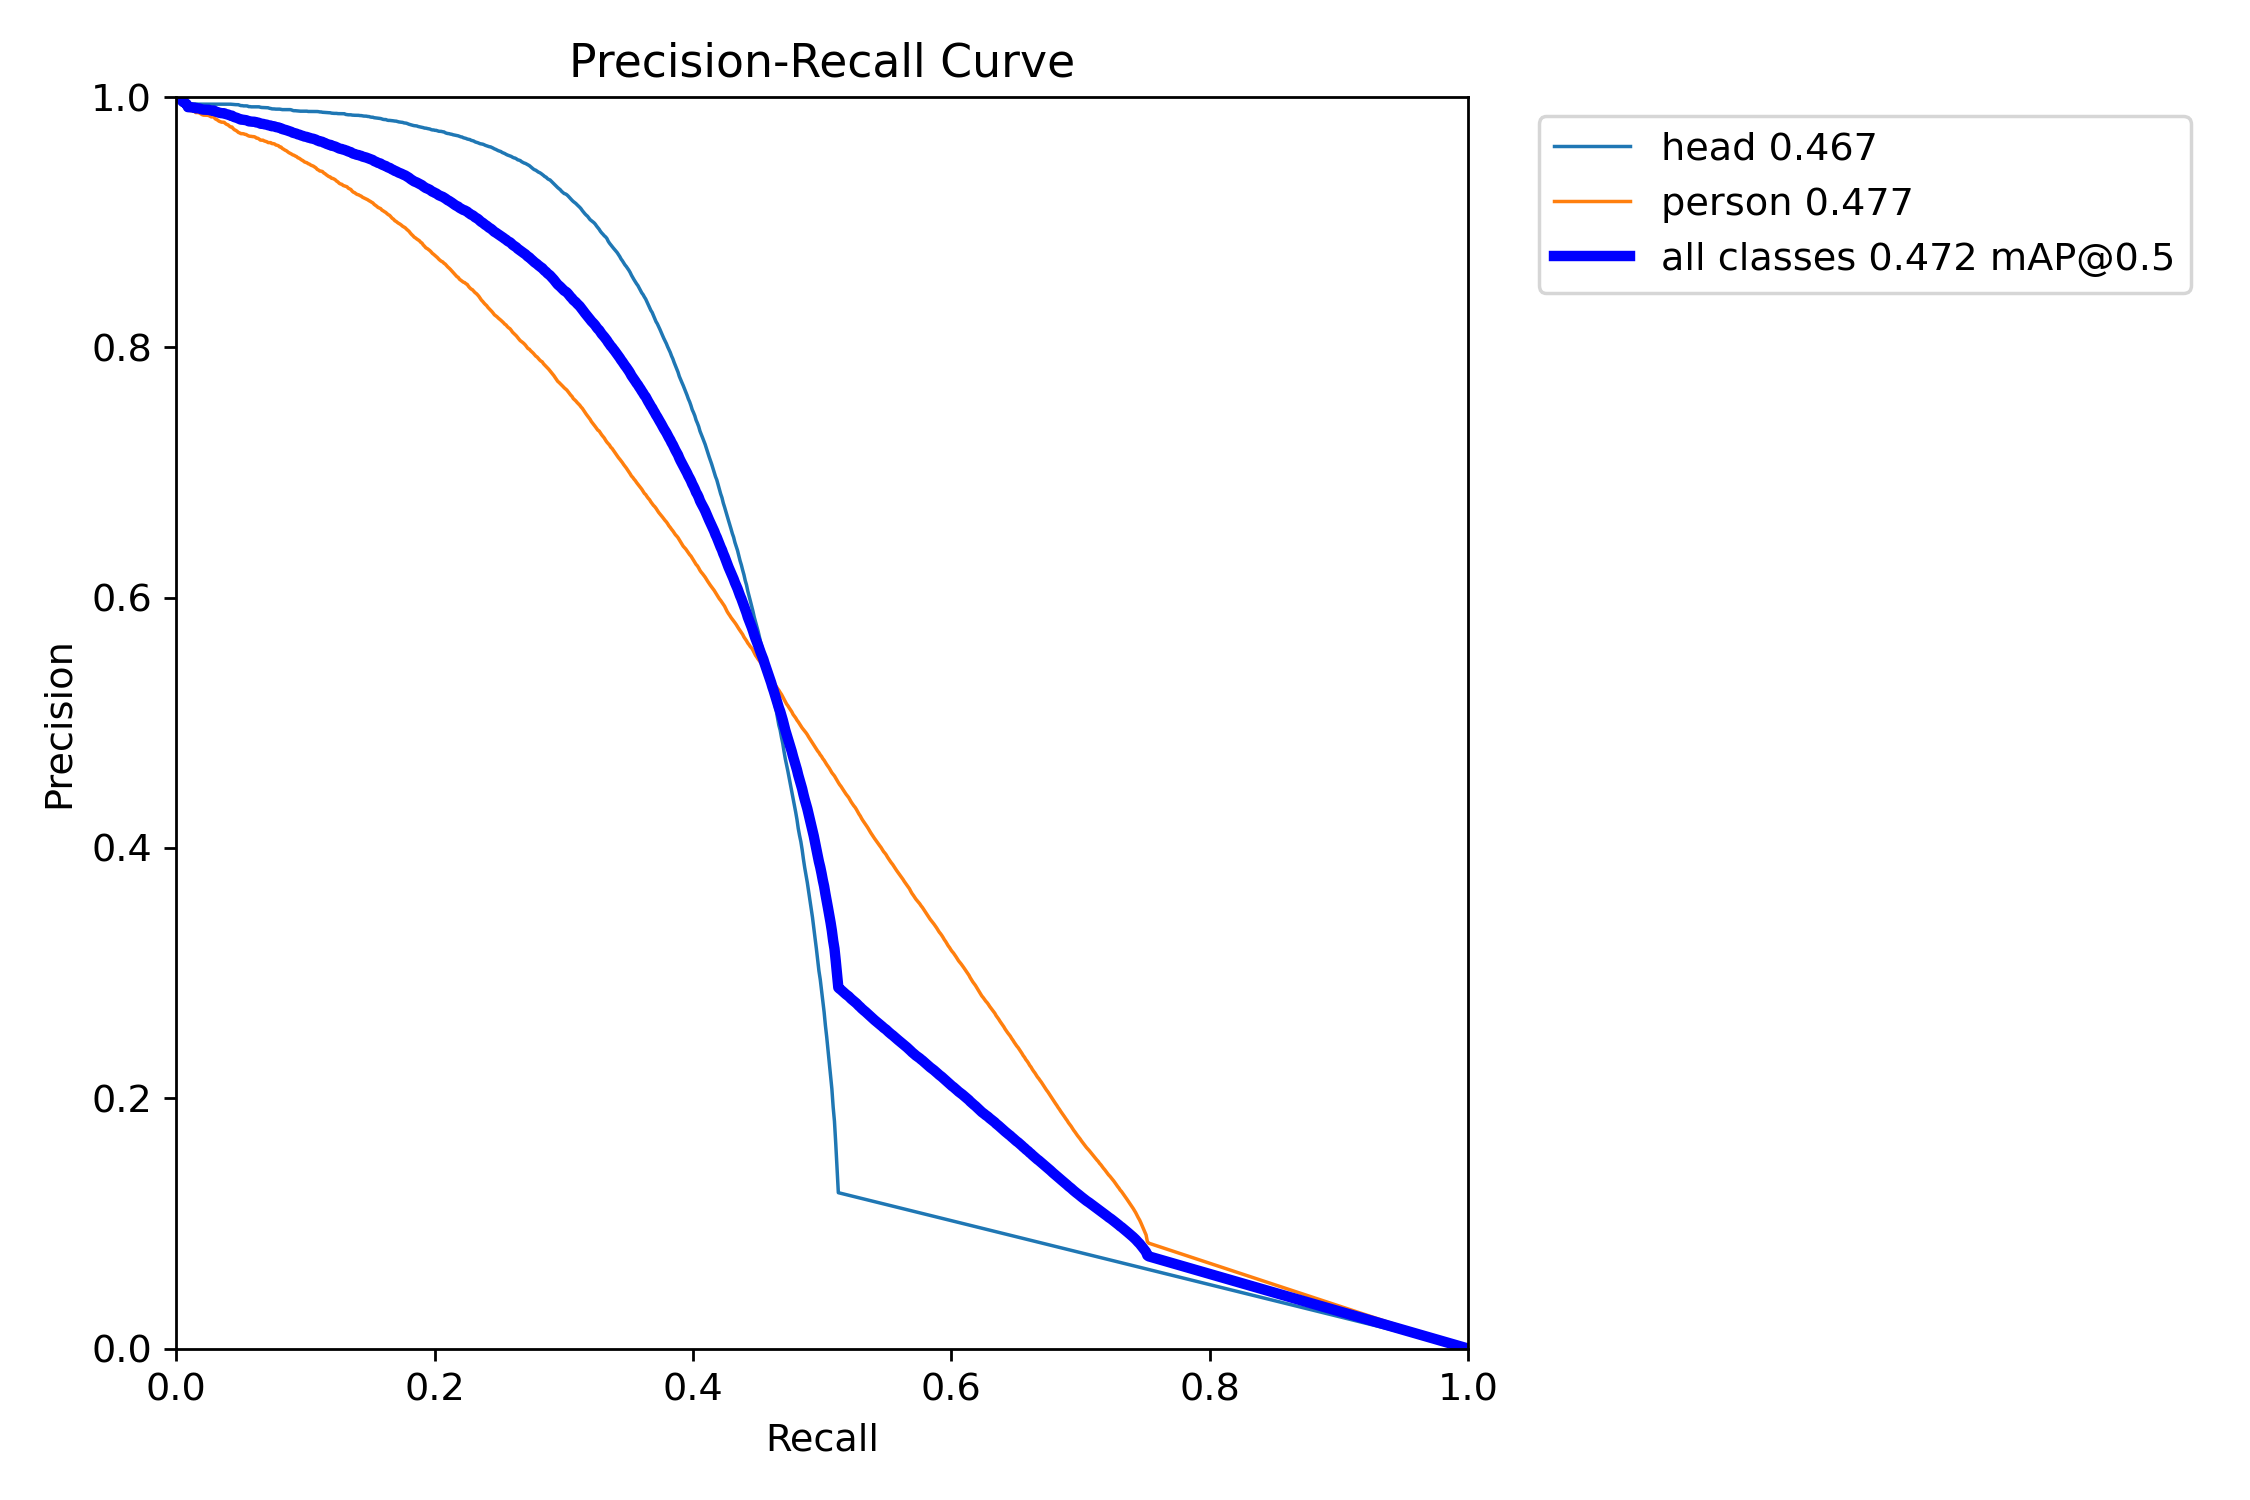 Precision-Recall Curve
head 0.467
person 0.477
all classes 0.472 mAP@0.5
Precision
1.0
0.8
0.6
0.4
0.2
0.0
0.0 0.2 0.4 0.6 0.8 1.0
Recall